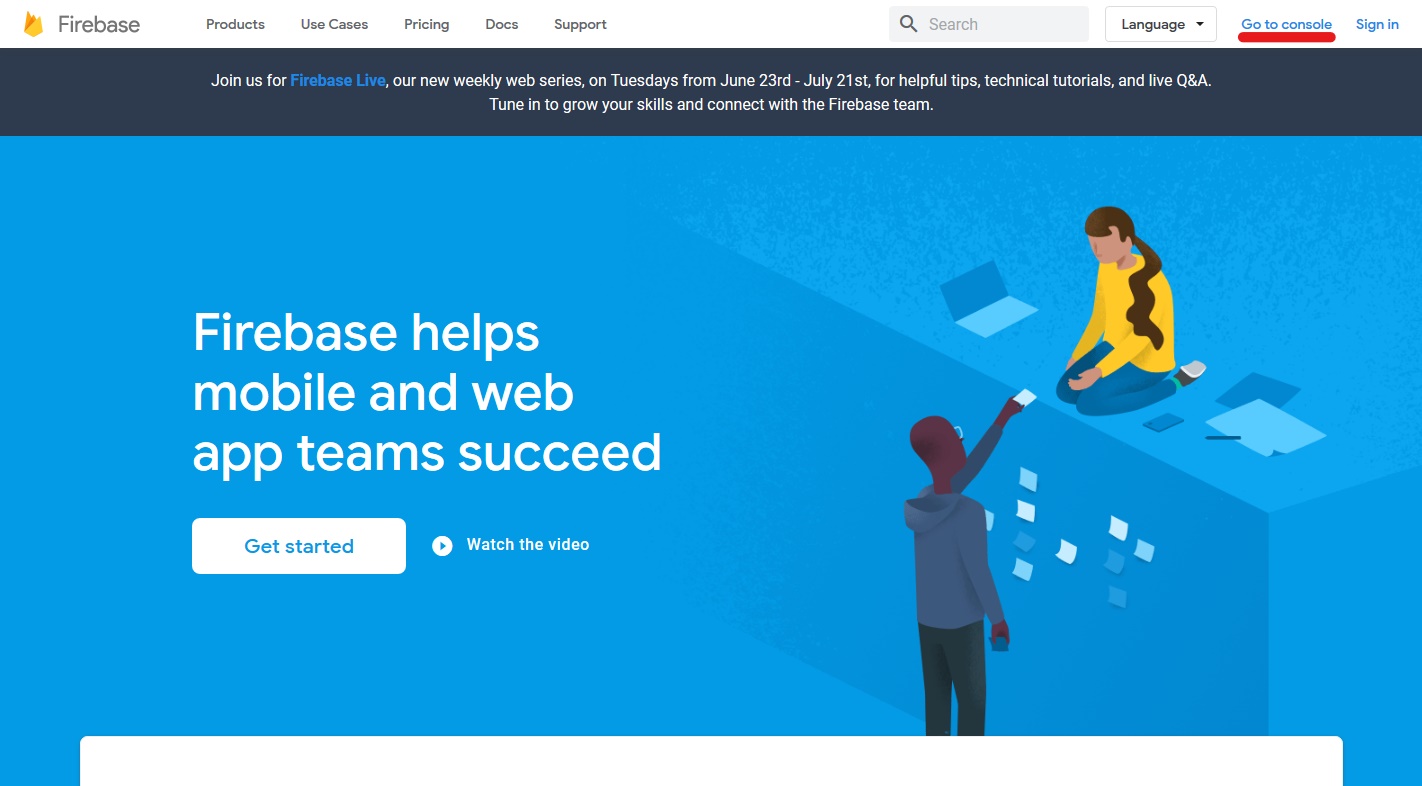 Firebase
Products
Use Cases
Pricing
Docs
Support
Search
Language
Go to console
Sign in
Join us for Firebase Live, our new weekly web series, on Tuesdays from June 23rd - July 21st, for helpful tips, technical tutorials, and live Q&A.
Tune in to grow your skills and connect with the Firebase team.
Firebase helps
mobile and web
app teams succeed
Get started
Watch the video